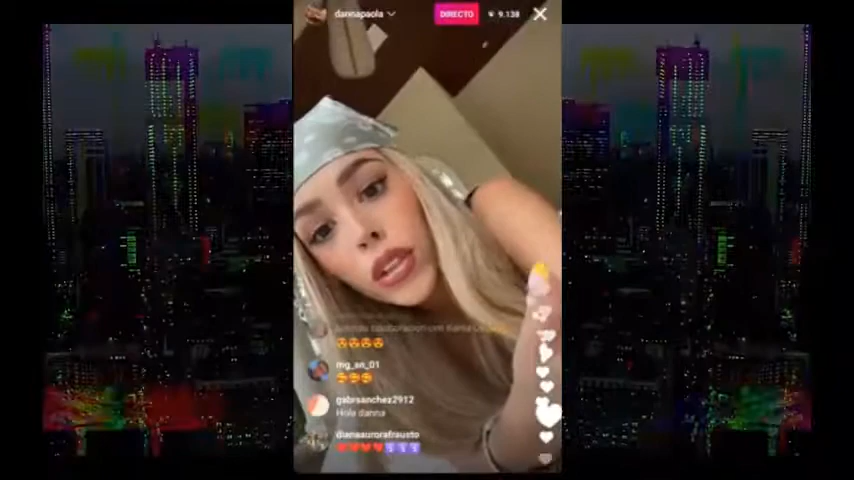 dannapaola
DIRECTO
9.138
mg_an_01
gabrsanchez2912
Hola danna
dianaaurorafrausto